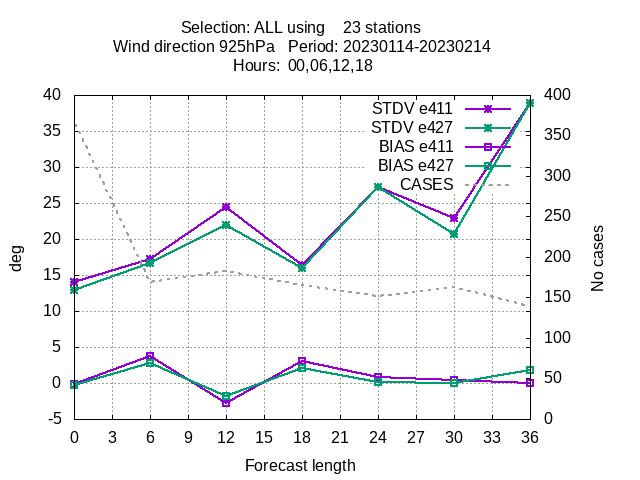 Selection: ALL using 23 stations
Wind direction 925hPa Period: 20230114-20230214
Hours: 00,06,12,18
40
35
30
25
20
15
10
5
0
-5
deg
STDV e411
STDV e427
BIAS e411
BIAS e427
CASES
400
350
300
250
200
150
100
50
0
No cases
0 3 6 9 12 15 18 21 24 27 30 33 36
Forecast length